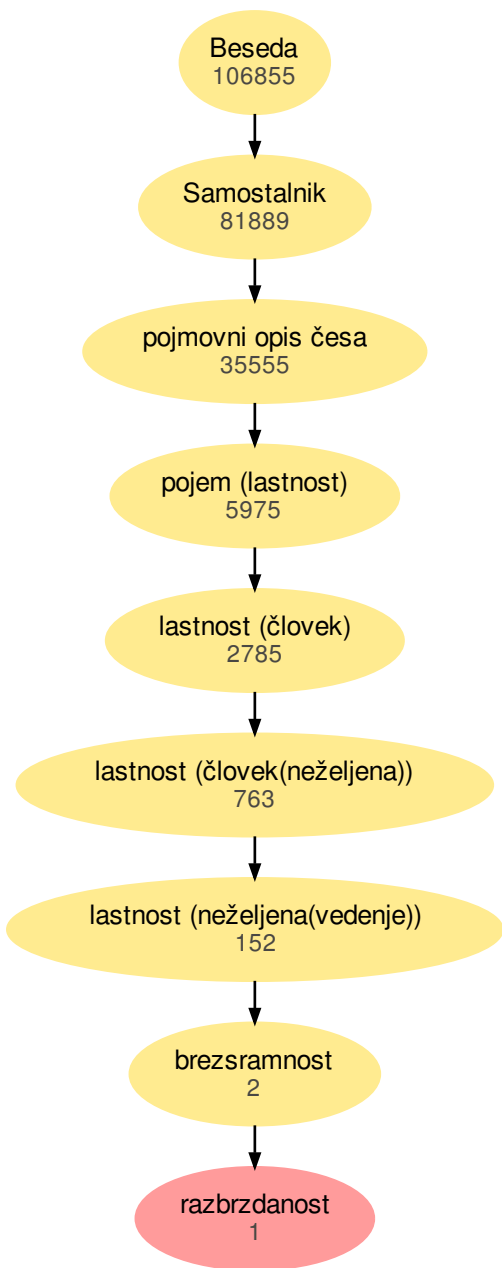 Beseda
106855
Samostalnik
81889
pojmovni opis česa
35555
pojem (lastnost)
5975
lastnost (človek)
2785
lastnost (človek(neželjena))
763
lastnost (neželjena(vedenje))
152
brezsramnost
2
razbrzdanost
1